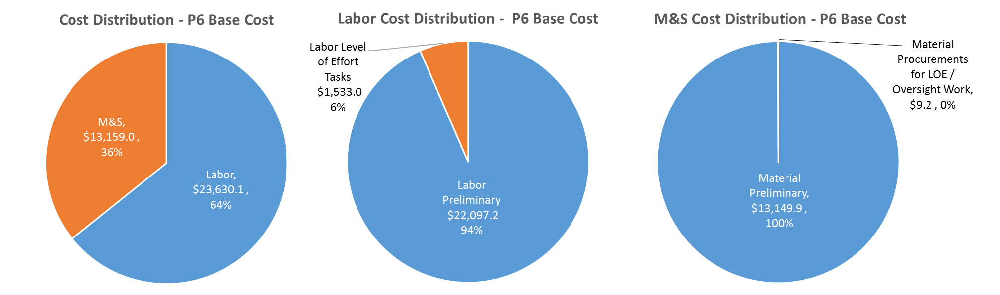 Cost Distribution - P6 Base Cost
M&S,
$13,159.0 ,
36%
Labor,
$23,630.1 ,
64%
Labor Cost Distribution -  P6 Base Cost
Labor Level
of Effort
Tasks
$1,533.0
6%
Labor
Preliminary
$22,097.2
94%
M&S Cost Distribution - P6 Base Cost
Material
Procurements
for LOE /
Oversight Work,
$9.2 , 0%
Material
Preliminary,
$13,149.9 ,
100%